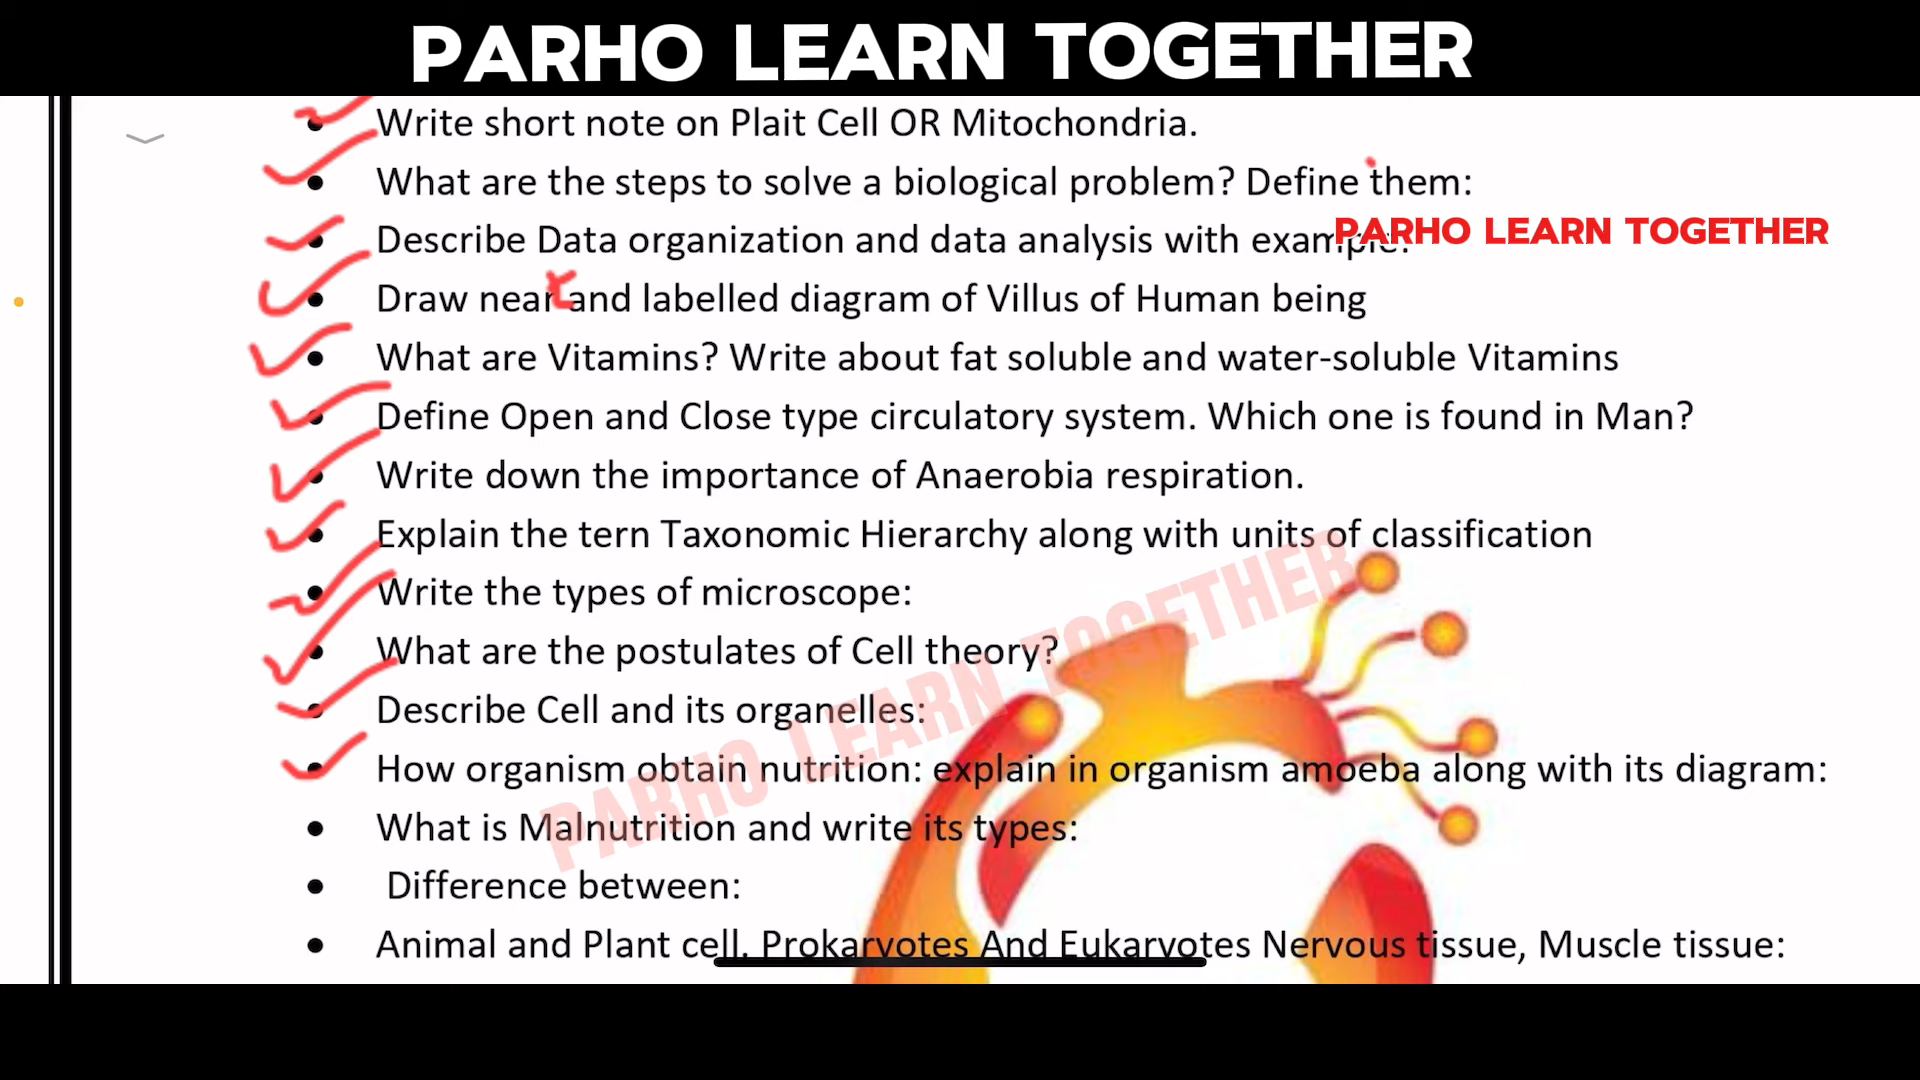 PARHO LEARN TOGETHER
• Write short note on Plait Cell OR Mitochondria.
• What are the steps to solve a biological problem? Define them:
• Describe Data organization and data analysis with example.
PARHO LEARN TOGETHER
• Draw near t and labelled diagram of Villus of Human being
• What are Vitamins? Write about fat soluble and water-soluble Vitamins
• Define Open and Close type circulatory system. Which one is found in Man?
• Write down the importance of Anaerobia respiration.
• Explain the tern Taxonomic Hierarchy along with units of classification
• Write the types of microscope:
• What are the postulates of Cell theory?
• Describe Cell and its organelles:
• How organism obtain nutrition: explain in organism amoeba along with its diagram:
• What is Malnutrition and write its types:
• Difference between:
• Animal and Plant cell. Prokaryotes And Eukaryotes Nervous tissue, Muscle tissue:
PARHO LEARN TOGETHER